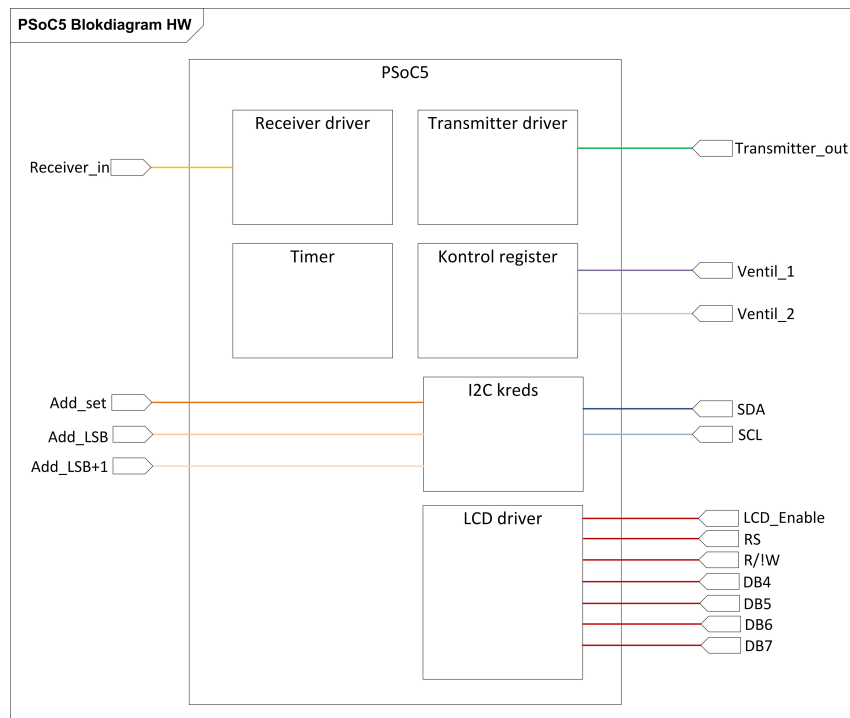 PSoC5 Blokdiagram HW
PSoC5
Receiver driver
Transmitter driver
Receiver_in
Transmitter_out
Timer
Kontrol register
Ventil_1
Ventil_2
I2C kreds
Add_set
Add_LSB
Add_LSB+1
SDA
SCL
LCD driver
LCD_Enable
RS
R/!W
DB4
DB5
DB6
DB7